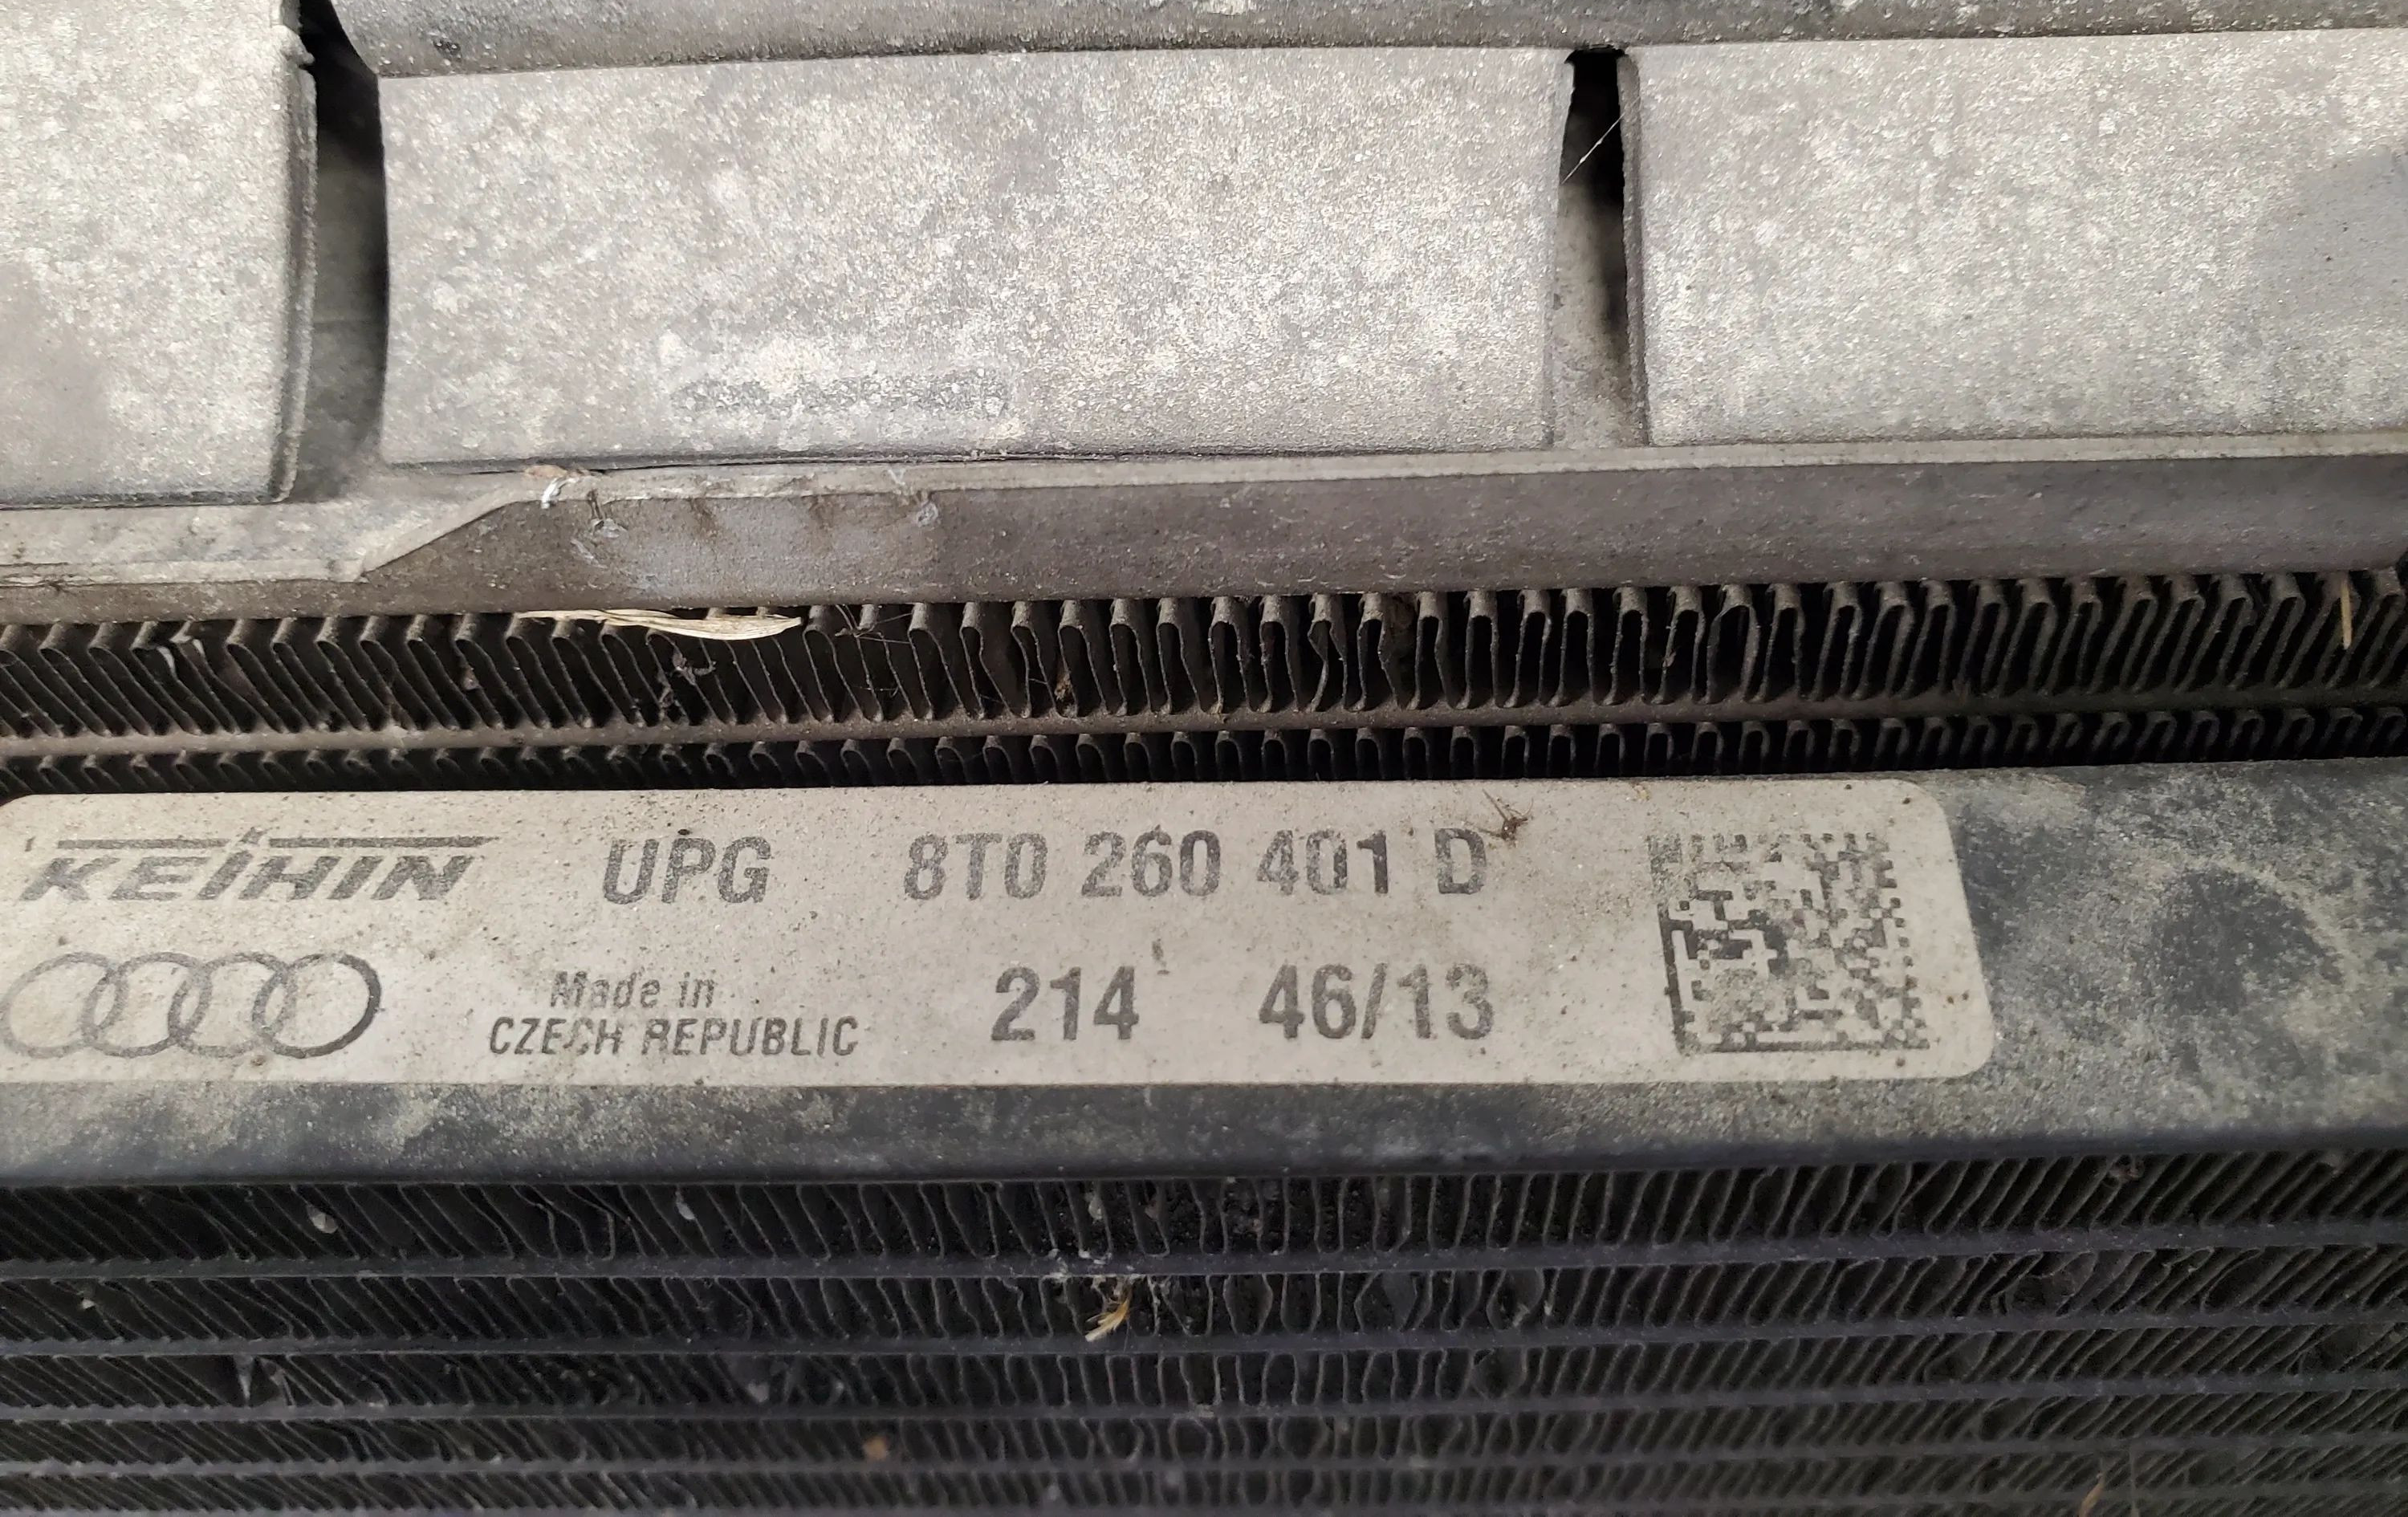 KEIHIN UPG 8T0 260 401 D
Made in
CZECH REPUBLIC 214 46/13